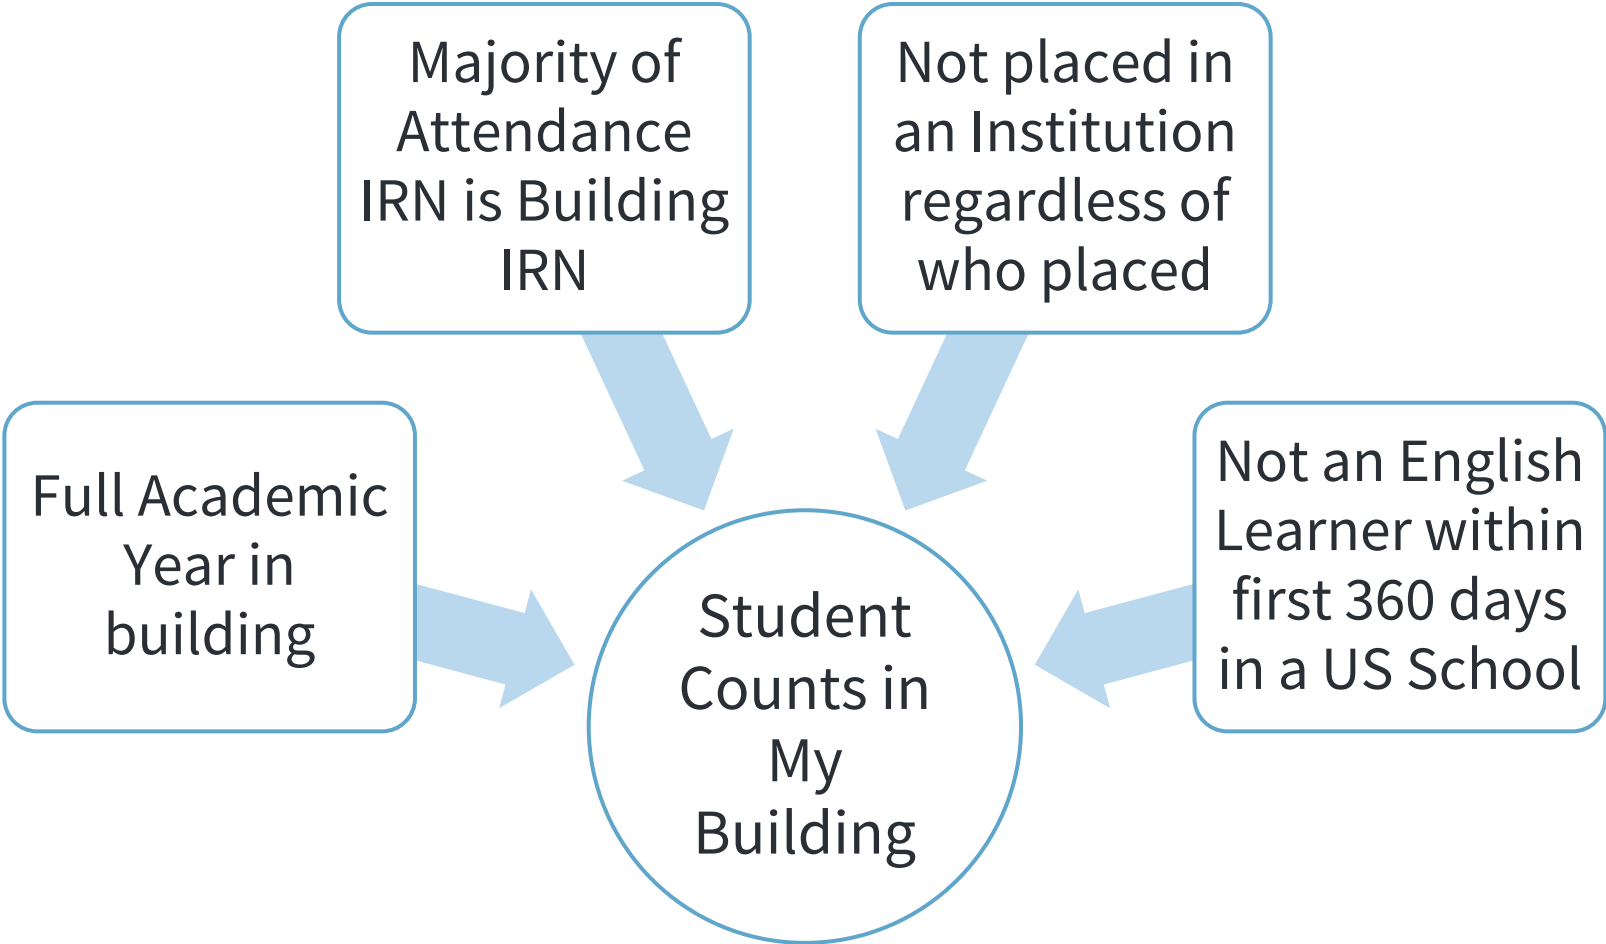 Majority of
Attendance
IRN is Building
IRN
Not placed in
an Institution
regardless of
who placed
Full Academic
Year in
building
Not an English
Learner within
first 360 days
in a US School
Student
Counts in
My
Building